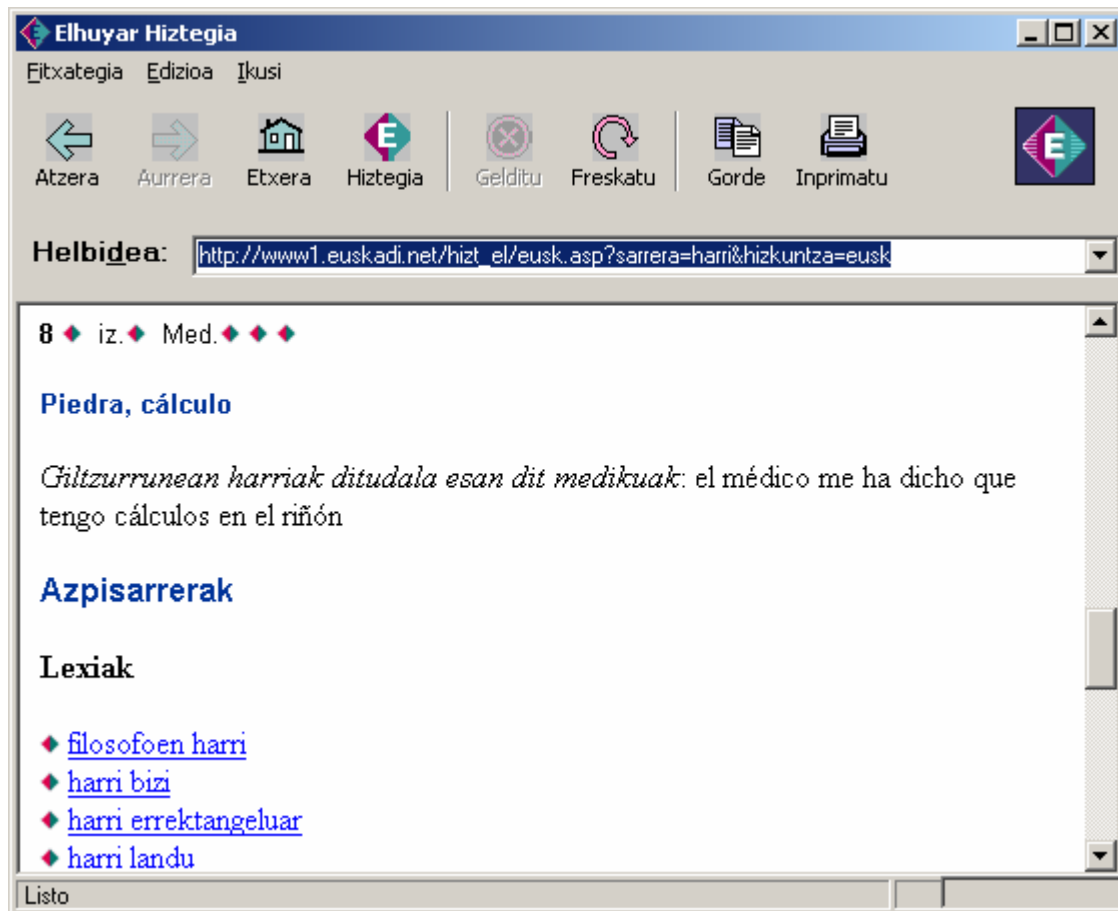 Elhuyar Hiztegia
Fitxategia Edizioa Ikusi
Atzera Aurrera Etxera Hiztegia Gelditu Freskatu Gorde Inprimatu
E
Helbidea: http://www1.euskadi.net/hizt_el/eusk.asp?sarrera=harri&hizkuntza=eusk
8 iz. Med.
Piedra, cálculo
Giltzurrunean harriak ditudala esan dit medikuak: el médico me ha dicho que
tengo cálculos en el riñón
Azpisarrerak
Lexiak
filosofoen harri
harri bizi
harri errektangeluar
harri landu
Listo